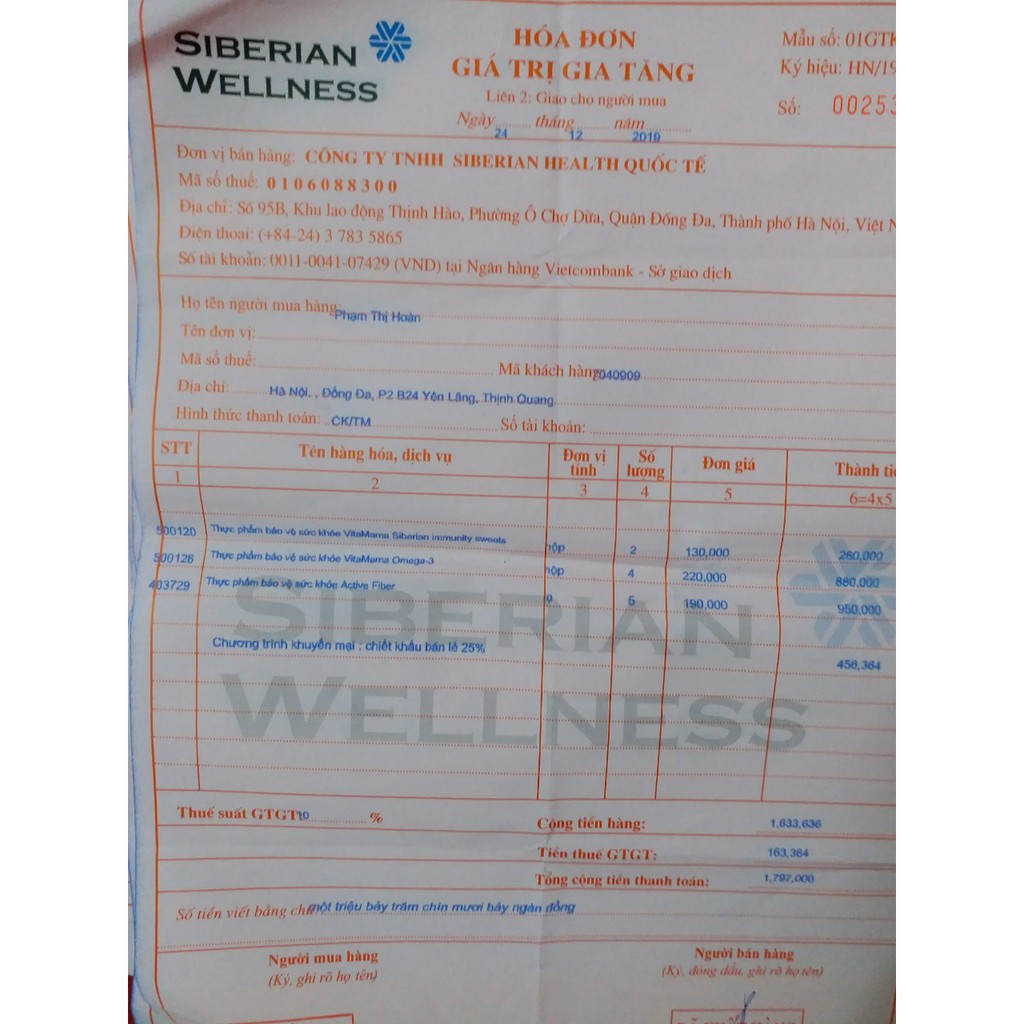 SIBERIAN
WELLNESS
HÓA ĐƠN
GIÁ TRỊ GIA TĂNG
Liên 2: Giao cho người mua
Ngày 24 tháng 12 năm 2019
Mẫu số: 01GTK
Ký hiệu: HN/19
Số: 00253
Đơn vị bán hàng: CÔNG TY TNHH SIBERIAN HEALTH QUỐC TẾ
Mã số thuế: 0106088300
Địa chỉ: Số 95B, Khu lao động Thịnh Hào, Phường Ô Chợ Dừa, Quận Đống Đa, Thành phố Hà Nội, Việt N
Điện thoại: (+84-24) 3 783 5865
Số tài khoản: 0011-0041-07429 (VND) tại Ngân hàng Vietcombank - Sở giao dịch
Họ tên người mua hàng: Phạm Thị Hoàn
Tên đơn vị:
Mã số thuế: Mã khách hàng 040909
Địa chỉ: Hà Nội, , Đống Đa, P2 B24 Yên Lãng, Thịnh Quang
Hình thức thanh toán: CK/TM Số tài khoản:
STT Tên hàng hóa, dịch vụ Đơn vị tính Số lượng Đơn giá Thành tiề
1 2 3 4 5 6=4x5
500120 Thực phẩm bảo vệ sức khỏe VitaMama Siberian immunity sweets hộp 2 130,000 260,000
500126 Thực phẩm bảo vệ sức khỏe VitaMama Omega-3 hộp 4 220,000 880,000
403729 Thực phẩm bảo vệ sức khỏe Active Fiber 5 190,000 950,000
SIBERIAN
Chương trình khuyến mại : chiết khấu bán lẻ 25% 456,364
WELLNESS
Thuế suất GTGT 10 % Cộng tiền hàng: 1,633,636
Tiền thuế GTGT: 163,364
Tổng cộng tiền thanh toán: 1,797,000
Số tiền viết bằng chữ một triệu bảy trăm chín mươi bảy ngàn đồng
Người mua hàng Người bán hàng
(Ký, ghi rõ họ tên) (Ký, đóng dấu, ghi rõ họ tên)